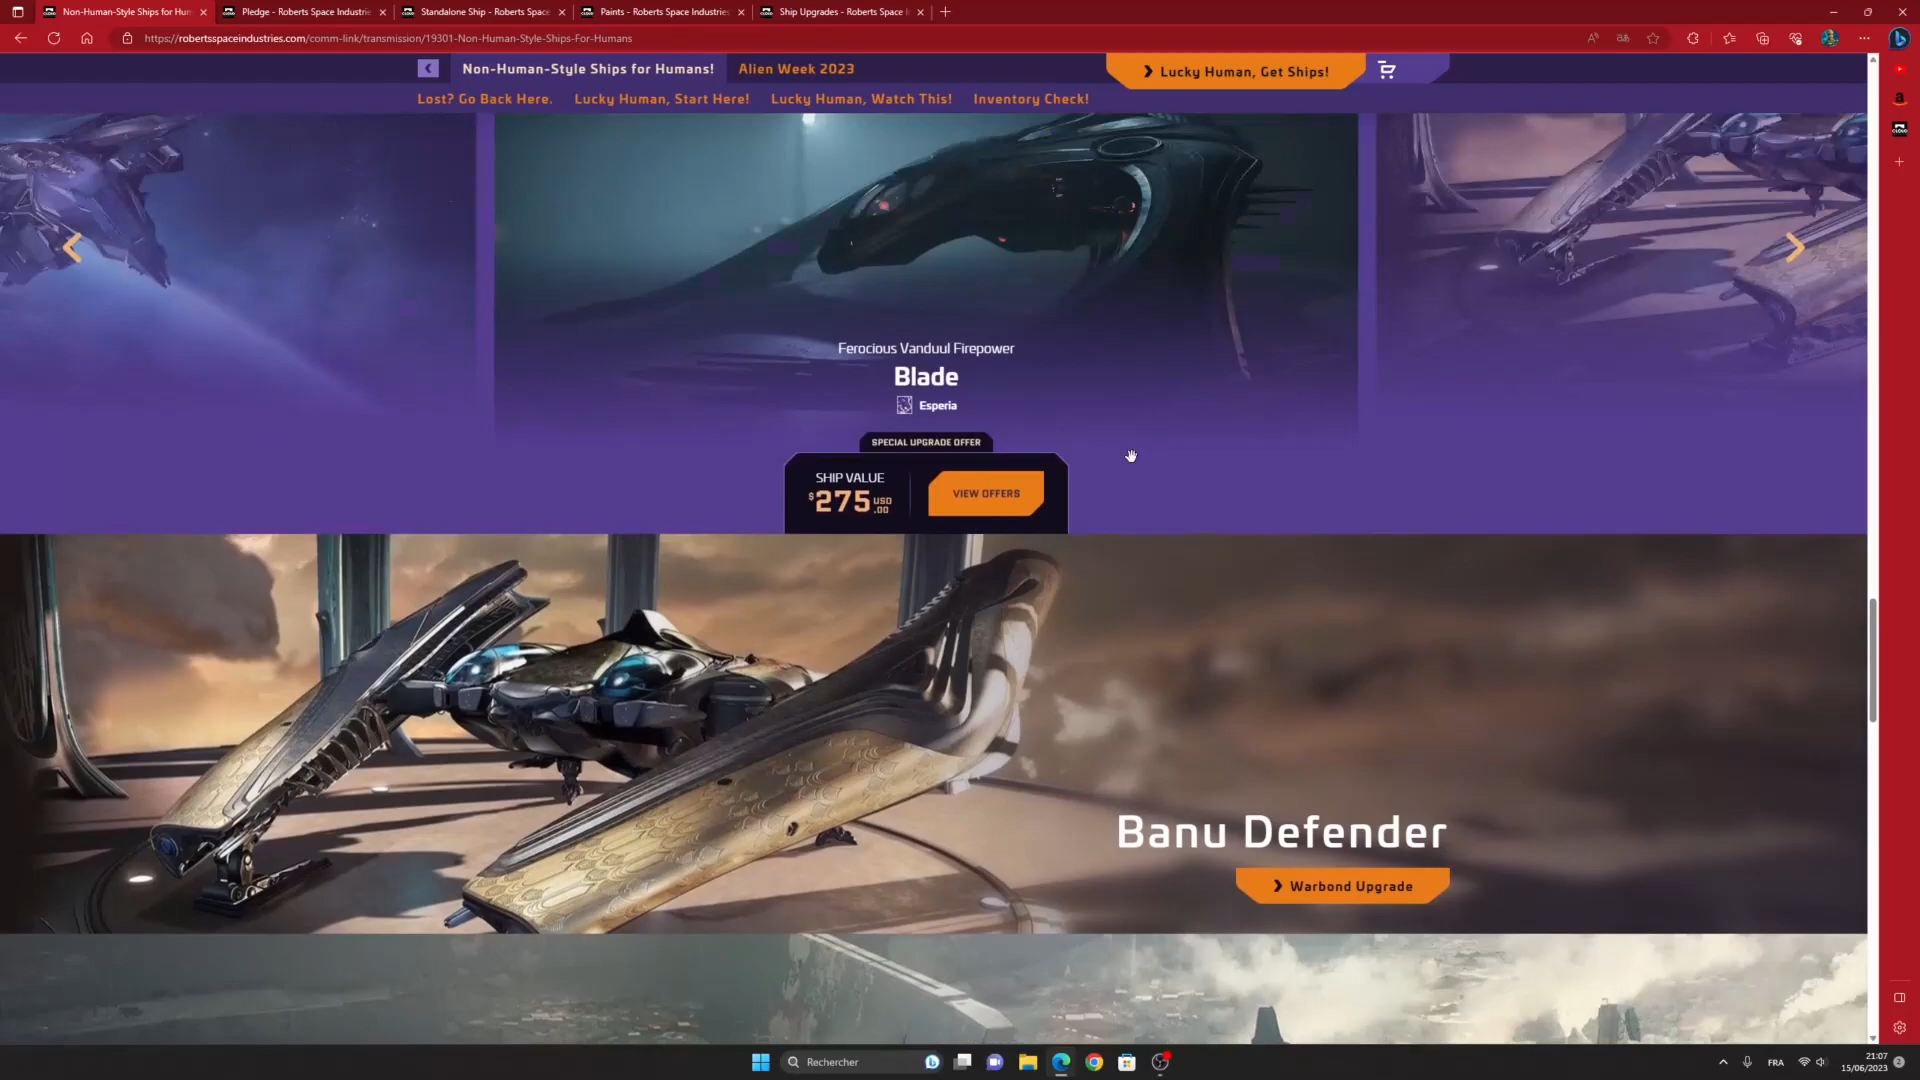 Non-Human-Style Ships for Hum
Pledge - Roberts Space Industrie
Standalone Ship - Roberts Space
Paints - Roberts Space Industries
Ship Upgrades - Roberts Space I
https://robertsspaceindustries.com/comm-link/transmission/19301-Non-Human-Style-Ships-For-Humans
Non-Human-Style Ships for Humans!
Alien Week 2023
Lucky Human, Get Ships!
Lost? Go Back Here.
Lucky Human, Start Here!
Lucky Human, Watch This!
Inventory Check!
Ferocious Vanduul Firepower
Blade
Esperia
SPECIAL UPGRADE OFFER
SHIP VALUE
$275 USD .00
VIEW OFFERS
Banu Defender
Warbond Upgrade
Rechercher
FRA
21:07
15/06/2023
2